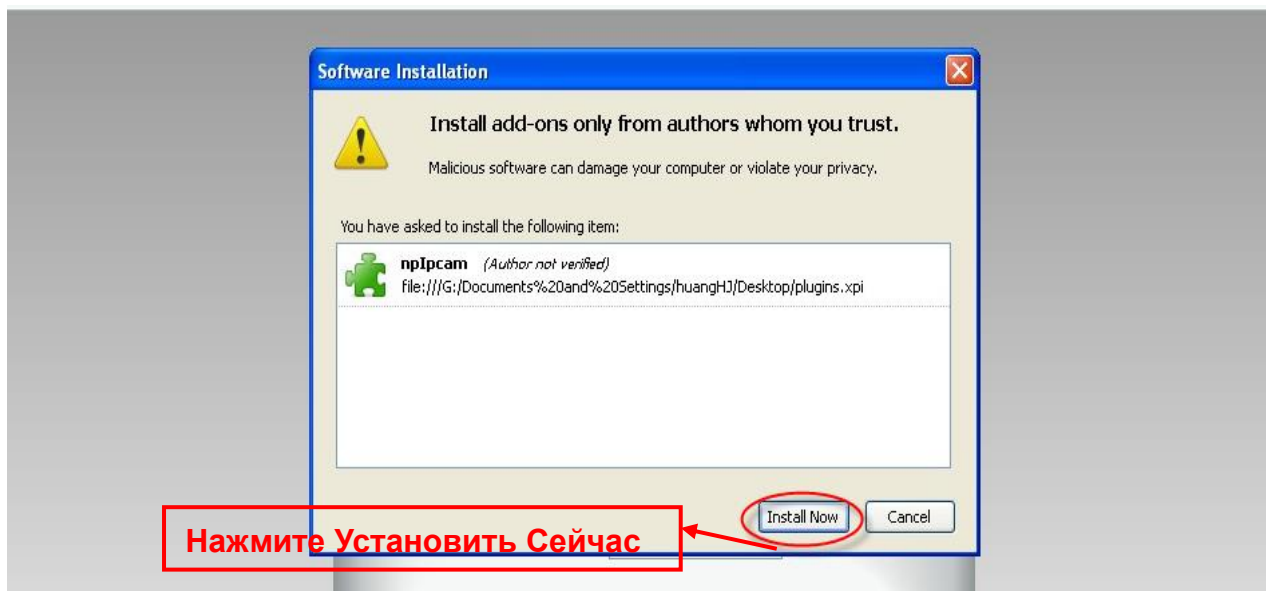 Software Installation
Install add-ons only from authors whom you trust.
Malicious software can damage your computer or violate your privacy.
You have asked to install the following item:
npIpcam (Author not verified)
file:///G:/Documents%20and%20Settings/huangHJ/Desktop/plugins.xpi
Install Now Cancel
Нажмите Установить Сейчас